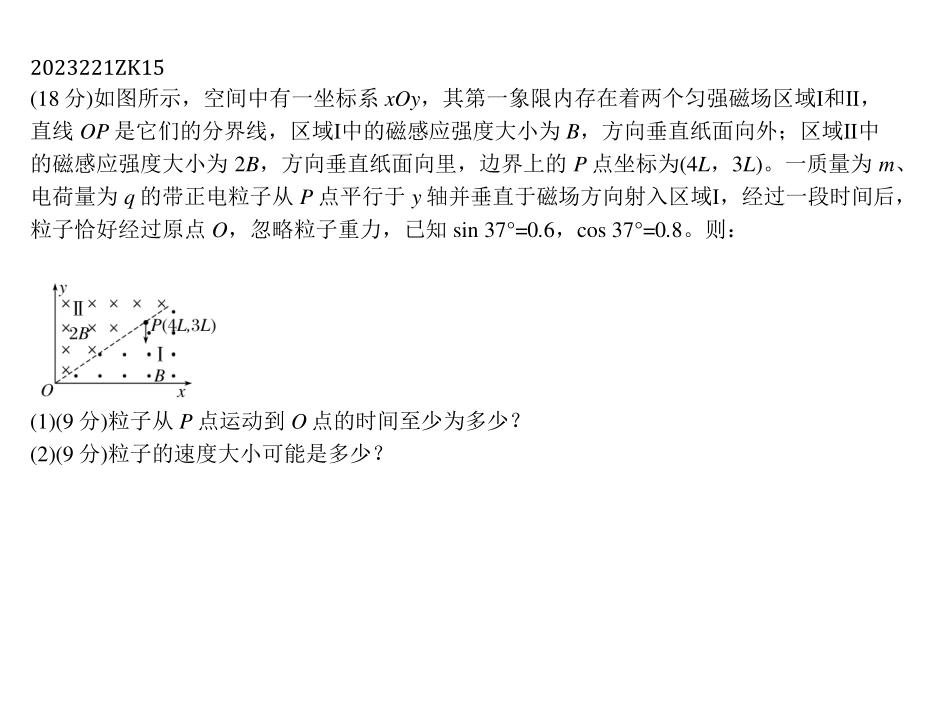 2023221ZK15
(18 分)如图所示，空间中有一坐标系 xOy，其第一象限内存在着两个匀强磁场区域Ⅰ和Ⅱ，
直线 OP 是它们的分界线，区域Ⅰ中的磁感应强度大小为 B，方向垂直纸面向外；区域Ⅱ中
的磁感应强度大小为 2B，方向垂直纸面向里，边界上的 P 点坐标为(4L，3L)。一质量为 m、
电荷量为 q 的带正电粒子从 P 点平行于 y 轴并垂直于磁场方向射入区域Ⅰ，经过一段时间后，
粒子恰好经过原点 O，忽略粒子重力，已知 sin 37°=0.6，cos 37°=0.8。则：
y
Ⅱ
2B
P(4L,3L)
Ⅰ
B
O
x
(1)(9 分)粒子从 P 点运动到 O 点的时间至少为多少？
(2)(9 分)粒子的速度大小可能是多少？